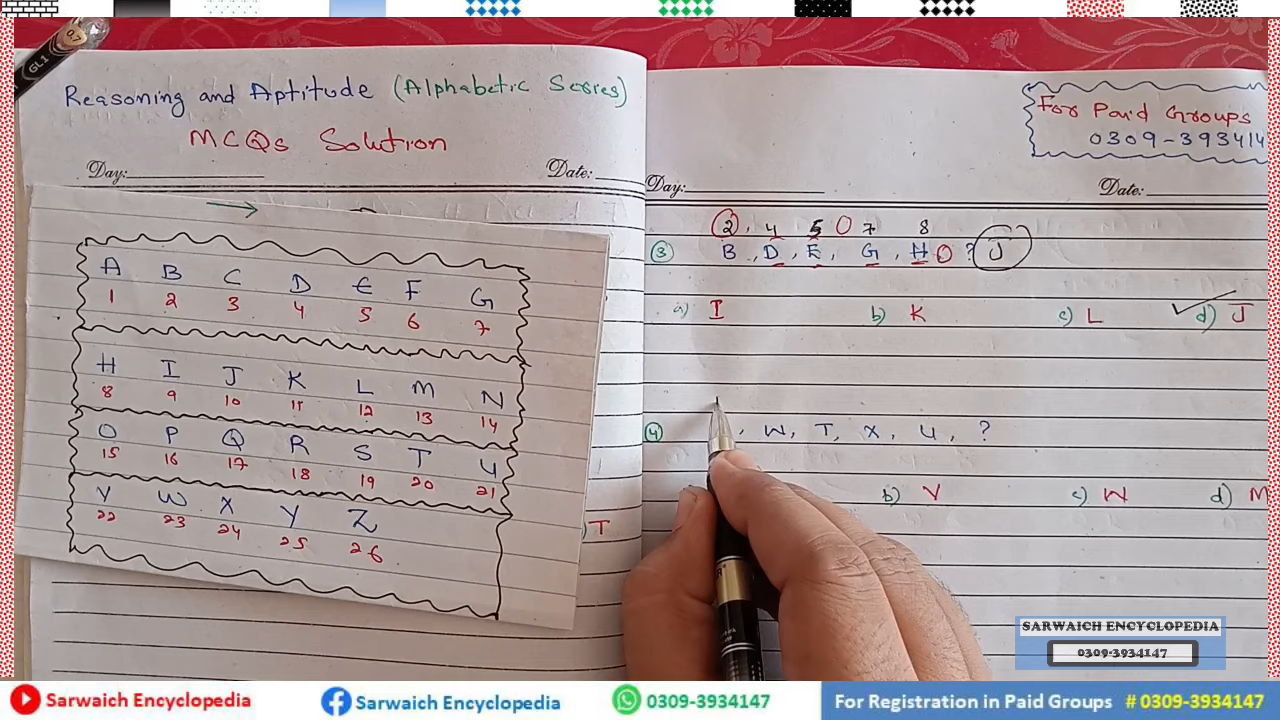 GL1 0.7
Reasoning and Aptitude (Alphabetic Series)
MCQs Solution
Day: Date:
A B C D E F G
1 2 3 4 5 6 7
H I J K L M N
8 9 10 11 12 13 14
O P Q R S T U
15 16 17 18 19 20 21
V W X Y Z
22 23 24 25 26
) T
For Paid Groups
0309-393414
Day: Date:
2, 4 5 7 8
3 B, D, E, G, H ? J
a) I b) K c) L d) J
4 , W, T, X, U, ?
b) V c) W d) M
SARWAICH ENCYCLOPEDIA
0309-3934147
Sarwaich Encyclopedia Sarwaich Encyclopedia 0309-3934147 For Registration in Paid Groups # 0309-3934147